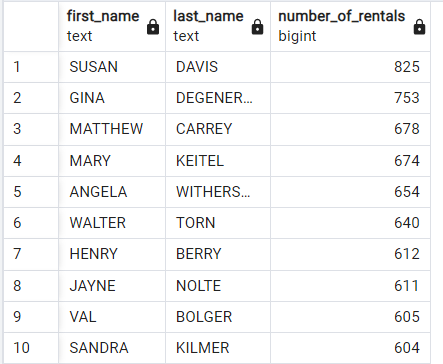 first_name last_name number_of_rentals
text text bigint
1 SUSAN DAVIS 825
2 GINA DEGENER... 753
3 MATTHEW CARREY 678
4 MARY KEITEL 674
5 ANGELA WITHERS... 654
6 WALTER TORN 640
7 HENRY BERRY 612
8 JAYNE NOLTE 611
9 VAL BOLGER 605
10 SANDRA KILMER 604